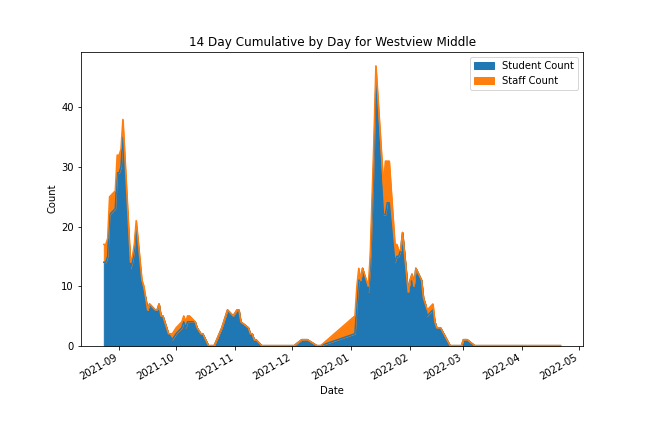 14 Day Cumulative by Day for Westview Middle
Student Count
Staff Count
40
30
20
10
0
Count
2021-09
2021-10
2021-11
2021-12
2022-01
2022-02
2022-03
2022-04
2022-05
Date